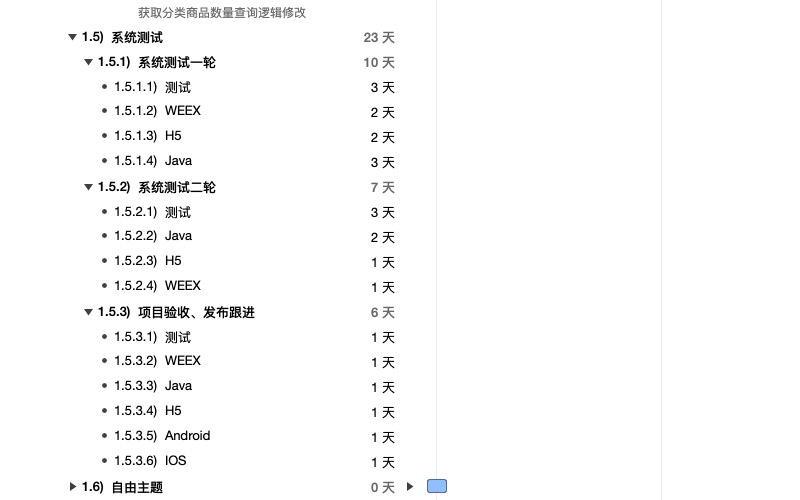 获取分类商品数量查询逻辑修改
1.5) 系统测试 23 天
1.5.1) 系统测试一轮 10 天
1.5.1.1) 测试 3 天
1.5.1.2) WEEX 2 天
1.5.1.3) H5 2 天
1.5.1.4) Java 3 天
1.5.2) 系统测试二轮 7 天
1.5.2.1) 测试 3 天
1.5.2.2) Java 2 天
1.5.2.3) H5 1 天
1.5.2.4) WEEX 1 天
1.5.3) 项目验收、发布跟进 6 天
1.5.3.1) 测试 1 天
1.5.3.2) WEEX 1 天
1.5.3.3) Java 1 天
1.5.3.4) H5 1 天
1.5.3.5) Android 1 天
1.5.3.6) IOS 1 天
1.6) 自由主题 0 天